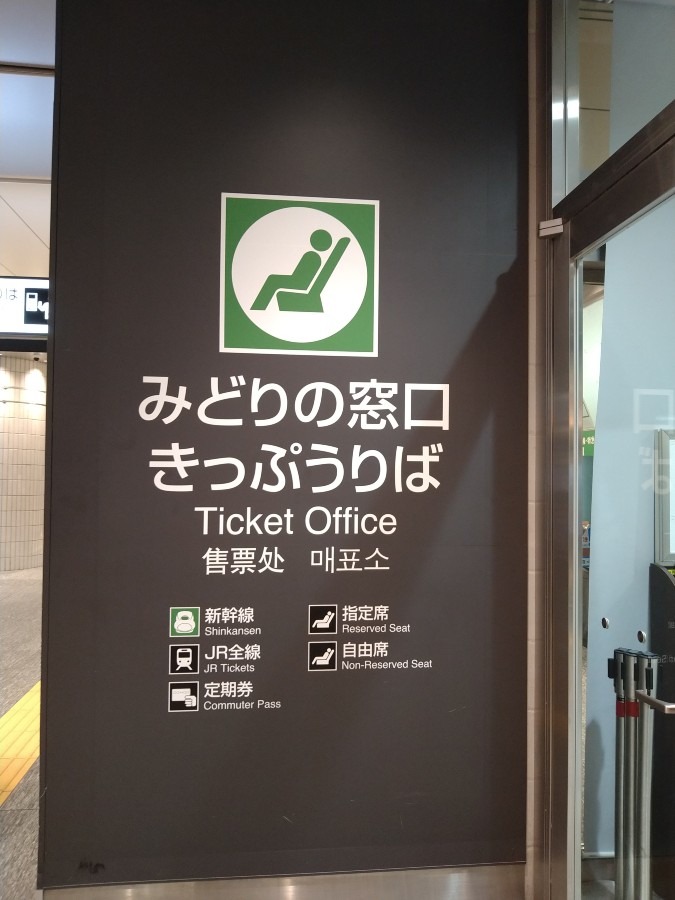 みどりの窓口
きっぷうりば
Ticket Office
售票处 매표소
新幹線
Shinkansen
JR全線
JR Tickets
定期券
Commuter Pass
指定席
Reserved Seat
自由席
Non-Reserved Seat